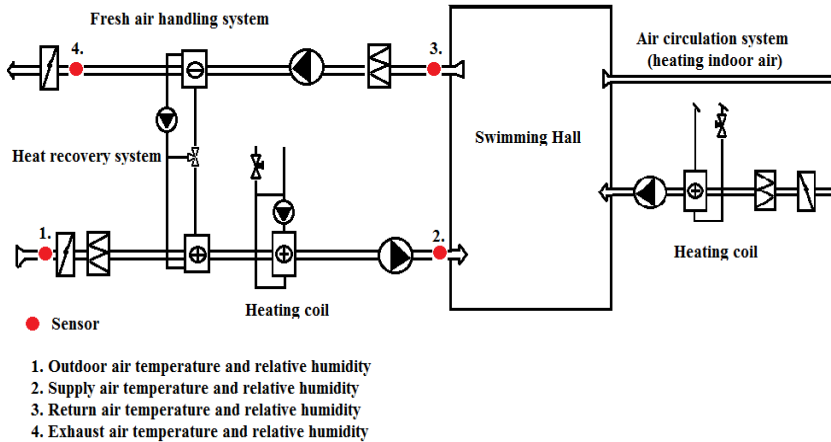 Fresh air handling system
4.
3.
Air circulation system
(heating indoor air)
Swimming Hall
Heat recovery system
1.
2.
Heating coil
Heating coil
Sensor
1. Outdoor air temperature and relative humidity
2. Supply air temperature and relative humidity
3. Return air temperature and relative humidity
4. Exhaust air temperature and relative humidity